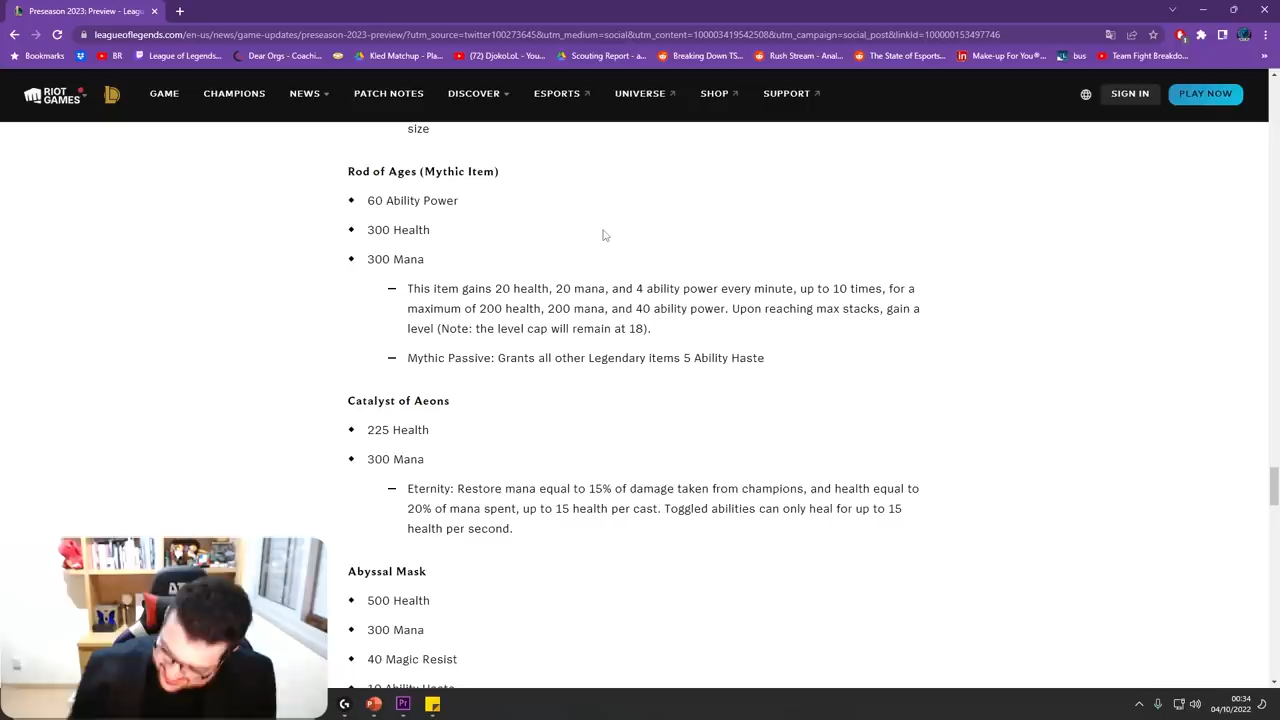 Preseason 2023: Preview - Leagu
leagueoflegends.com/en-us/news/game-updates/preseason-2023-preview/?utm_source=twitter100273645&utm_medium=social&utm_content=100003419542508&utm_campaign=social_post&linkId=100000153497746
Bookmarks BR League of Legends... Dear Orgs - Coachi... Kled Matchup - Pla... (72) DjokoLoL - You... Scouting Report - a... Breaking Down TS... Rush Stream - Anal... The State of Esports... Make-up For You®... bus Team Fight Breakdo...
RIOT GAMES GAME CHAMPIONS NEWS PATCH NOTES DISCOVER ESPORTS UNIVERSE SHOP SUPPORT SIGN IN PLAY NOW
size
Rod of Ages (Mythic Item)
60 Ability Power
300 Health
300 Mana
This item gains 20 health, 20 mana, and 4 ability power every minute, up to 10 times, for a
maximum of 200 health, 200 mana, and 40 ability power. Upon reaching max stacks, gain a
level (Note: the level cap will remain at 18).
Mythic Passive: Grants all other Legendary items 5 Ability Haste
Catalyst of Aeons
225 Health
300 Mana
Eternity: Restore mana equal to 15% of damage taken from champions, and health equal to
20% of mana spent, up to 15 health per cast. Toggled abilities can only heal for up to 15
health per second.
Abyssal Mask
500 Health
300 Mana
40 Magic Resist
10 Ability Haste
00:34
04/10/2022